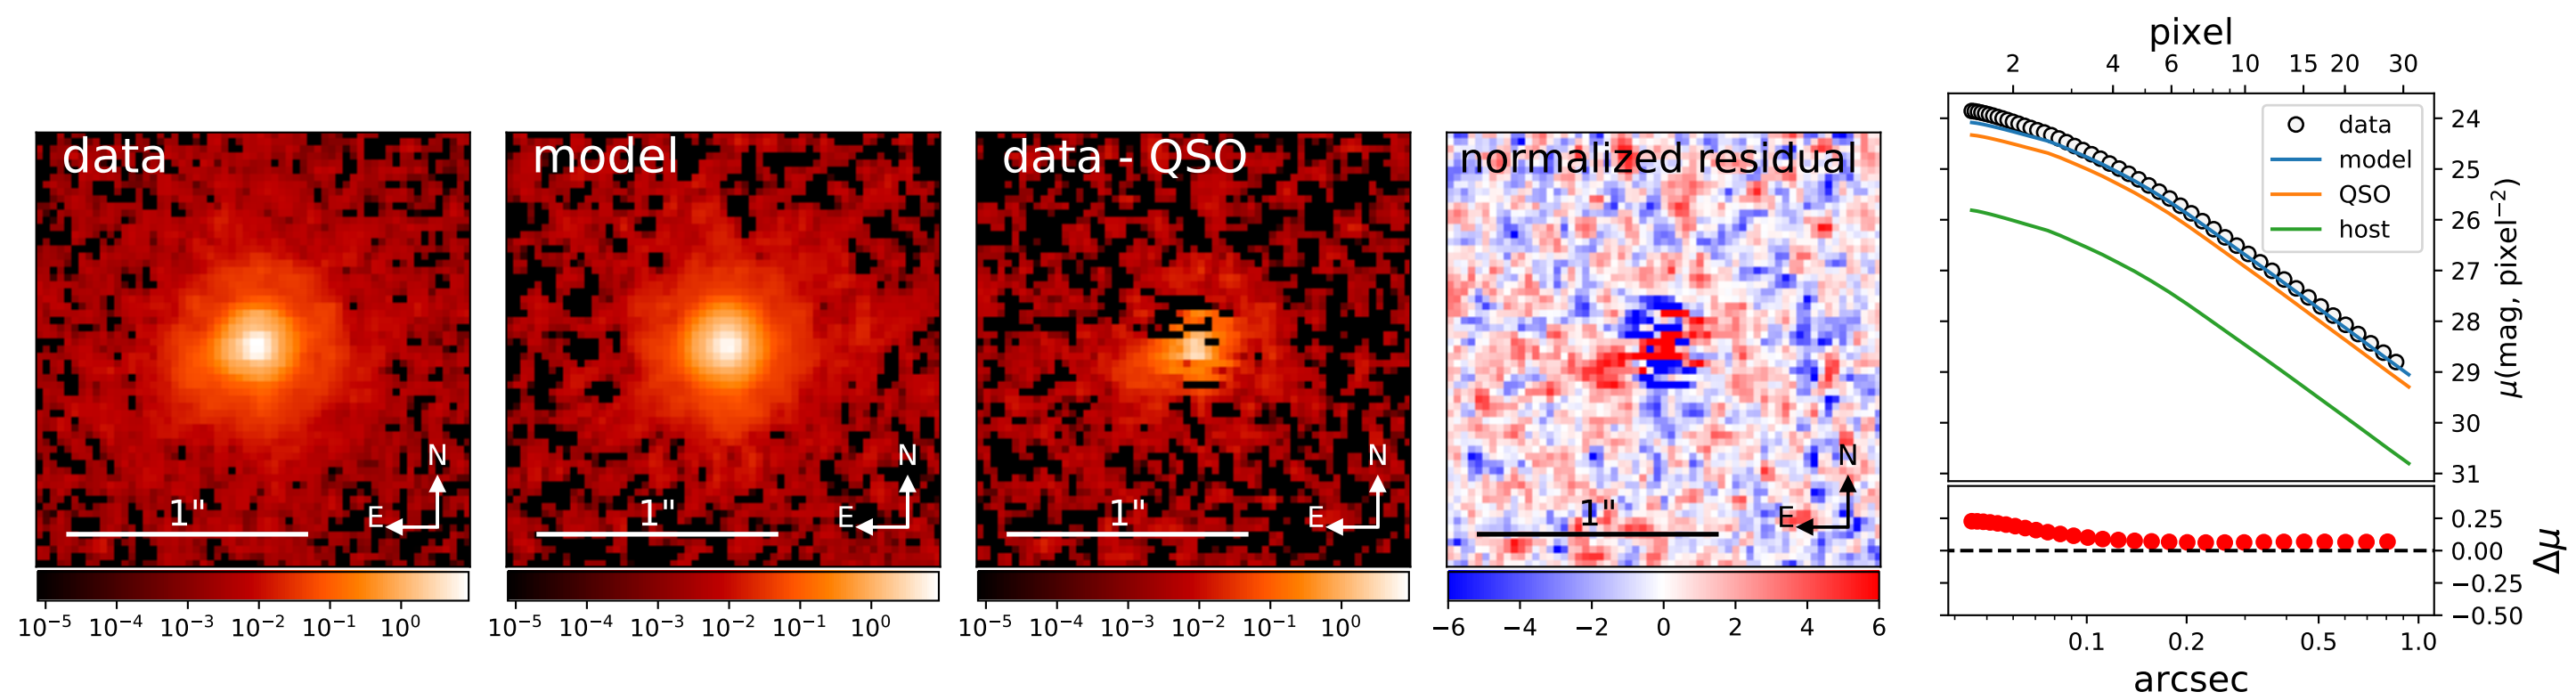 data
1"
N
E
10⁻⁵ 10⁻⁴ 10⁻³ 10⁻² 10⁻¹ 10⁰
model
1"
N
E
10⁻⁵ 10⁻⁴ 10⁻³ 10⁻² 10⁻¹ 10⁰
data - QSO
1"
N
E
10⁻⁵ 10⁻⁴ 10⁻³ 10⁻² 10⁻¹ 10⁰
normalized residual
1"
N
E
−6 −4 −2 0 2 4 6
pixel
2 4 6 10 15 20 30
data
model
QSO
host
24
25
26
27
28
29
30
31
μ(mag, pixel⁻²)
0.25
0.00
−0.25
−0.50
Δμ
0.1 0.2 0.5 1.0
arcsec